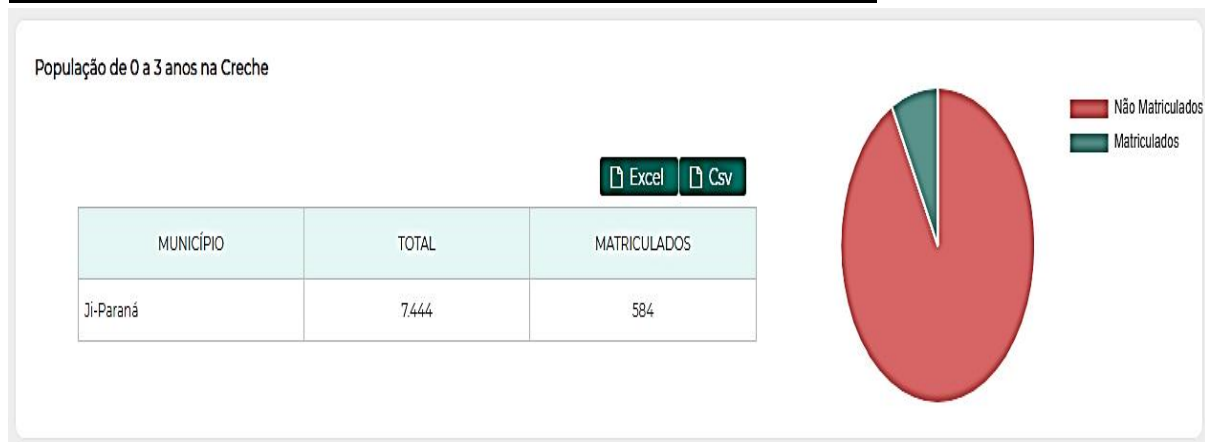 População de 0 a 3 anos na Creche
Não Matriculados
Matriculados
Excel Csv
MUNICÍPIO TOTAL MATRICULADOS
Ji-Paraná 7.444 584